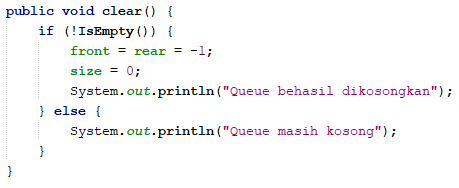 public void clear() {
    if (!IsEmpty()) {
        front = rear = -1;
        size = 0;
        System.out.println("Queue behasil dikosongkan");
    } else {
        System.out.println("Queue masih kosong");
    }
}